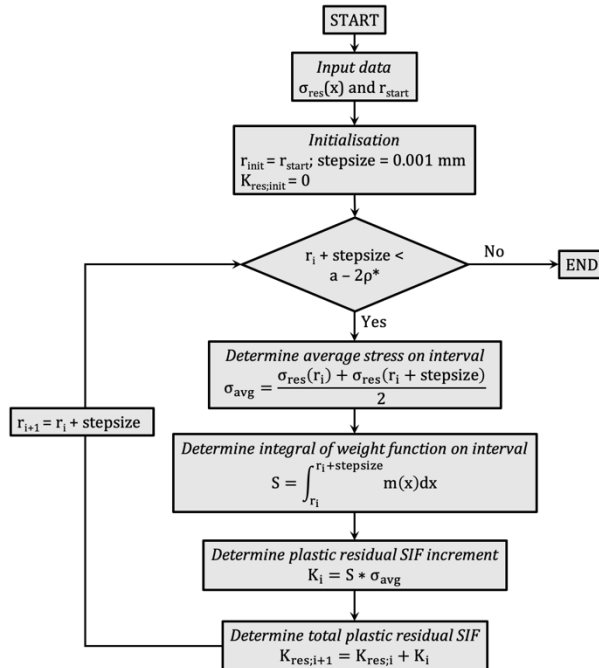 START
Input data
σres(x) and rstart
Initialisation
rinit = rstart; stepsize = 0.001 mm
Kres;init = 0
ri + stepsize <
a − 2ρ*
No
END
Yes
Determine average stress on interval
σavg = (σres(ri) + σres(ri + stepsize)) / 2
ri+1 = ri + stepsize
Determine integral of weight function on interval
S = ∫ri^ri+stepsize m(x)dx
Determine plastic residual SIF increment
Ki = S ∗ σavg
Determine total plastic residual SIF
Kres;i+1 = Kres;i + Ki